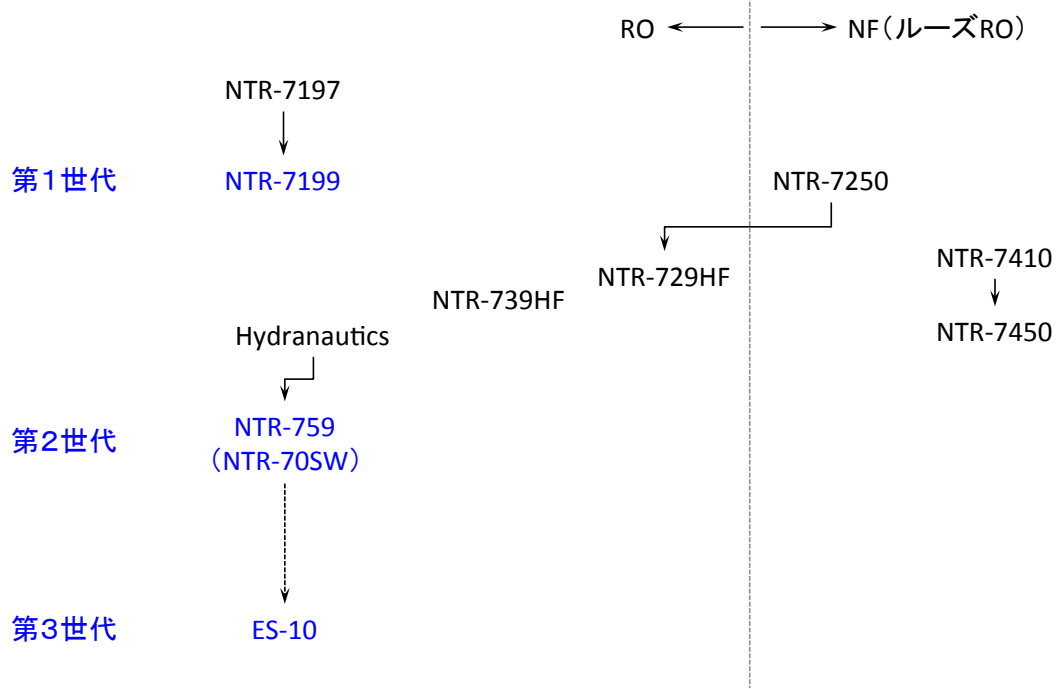 RO
NF（ルーズRO）
NTR-7197
第1世代
NTR-7199
NTR-7250
NTR-7410
NTR-729HF
NTR-739HF
NTR-7450
Hydranautics
第2世代
NTR-759
（NTR-70SW）
第3世代
ES-10